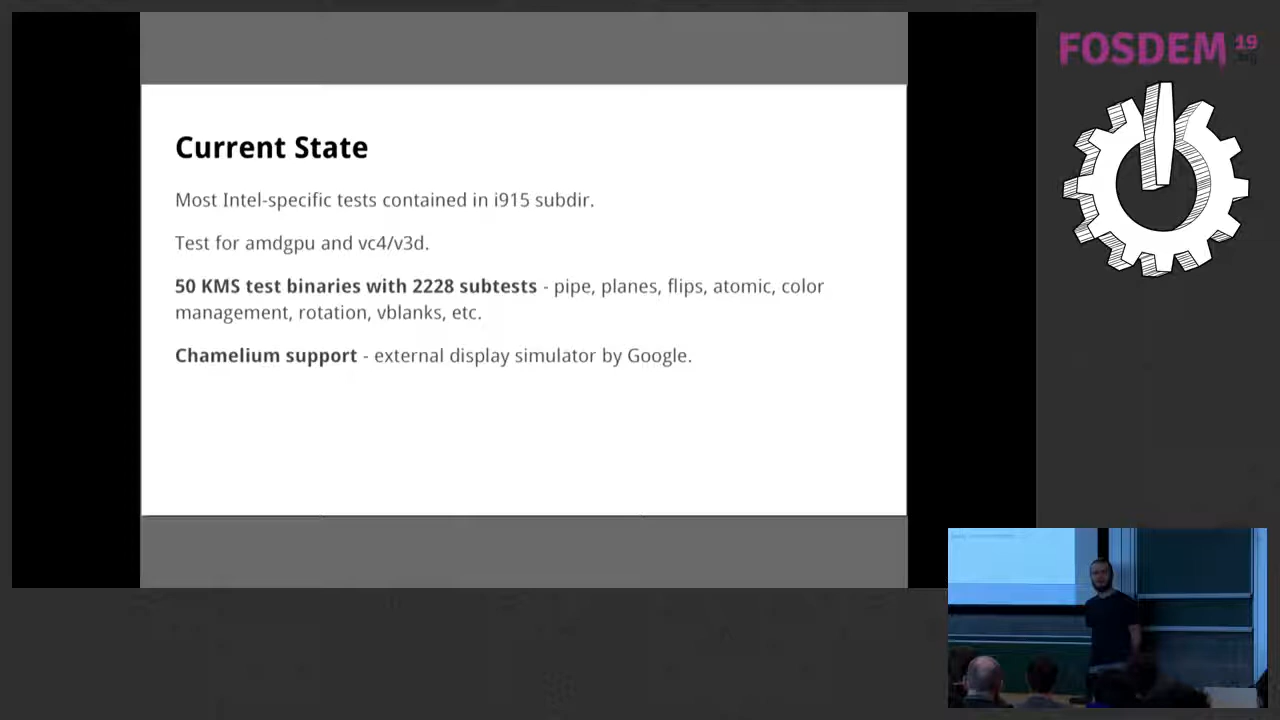 FOSDEM 19
.org
Current State
Most Intel-specific tests contained in i915 subdir.
Test for amdgpu and vc4/v3d.
50 KMS test binaries with 2228 subtests - pipe, planes, flips, atomic, color
management, rotation, vblanks, etc.
Chamelium support - external display simulator by Google.